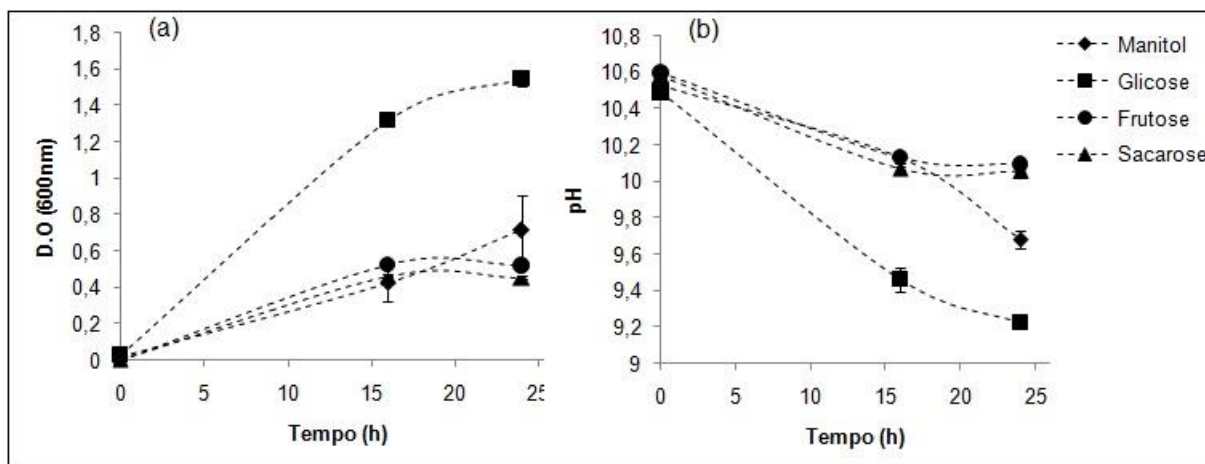 (a)
1,8
1,6
1,4
1,2
1
0,8
0,6
0,4
0,2
0
D.O (600nm)
0 5 10 15 20 25
Tempo (h)
(b)
10,8
10,6
10,4
10,2
10
9,8
9,6
9,4
9,2
9
pH
0 5 10 15 20 25
Tempo (h)
Manitol
Glicose
Frutose
Sacarose